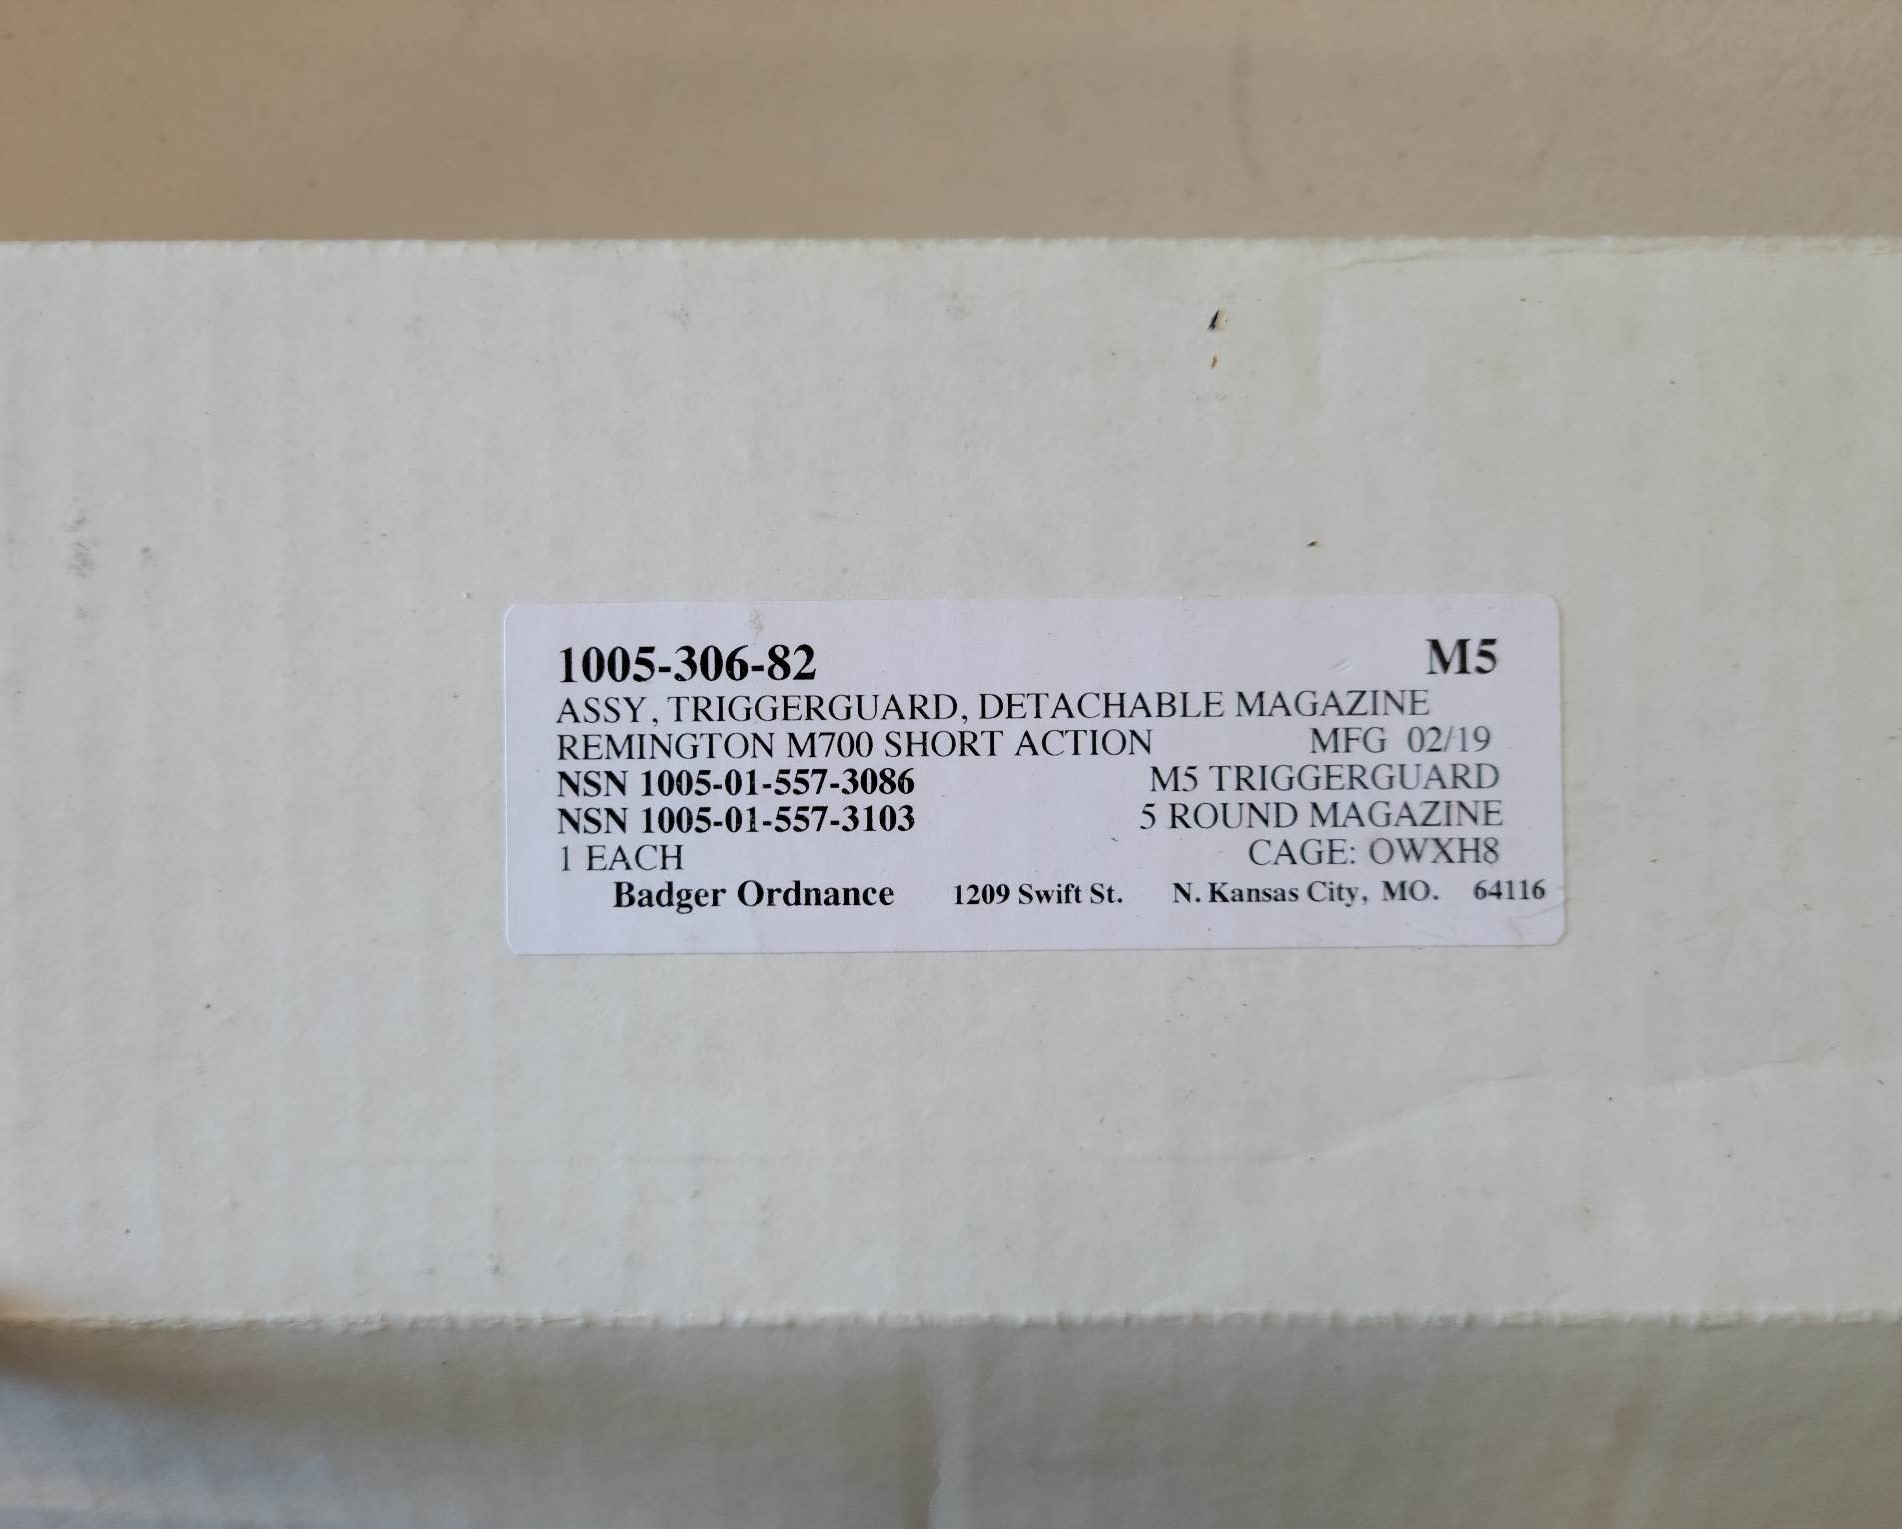 1005-306-82 M5
ASSY, TRIGGERGUARD, DETACHABLE MAGAZINE
REMINGTON M700 SHORT ACTION MFG 02/19
NSN 1005-01-557-3086 M5 TRIGGERGUARD
NSN 1005-01-557-3103 5 ROUND MAGAZINE
1 EACH CAGE: OWXH8
Badger Ordnance 1209 Swift St. N. Kansas City, MO. 64116